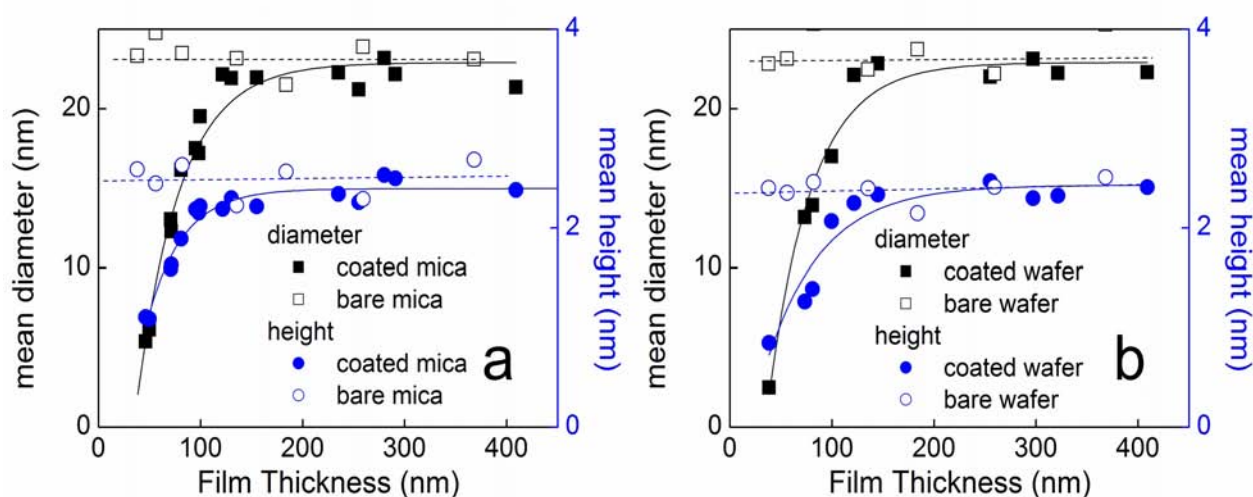 4
20
10
0
2
0
mean diameter (nm)
mean height (nm)
diameter
coated mica
bare mica
height
coated mica
bare mica
a
0 100 200 300 400
Film Thickness (nm)
4
20
10
0
2
0
mean diameter (nm)
mean height (nm)
diameter
coated wafer
bare wafer
height
coated wafer
bare wafer
b
0 100 200 300 400
Film Thickness (nm)